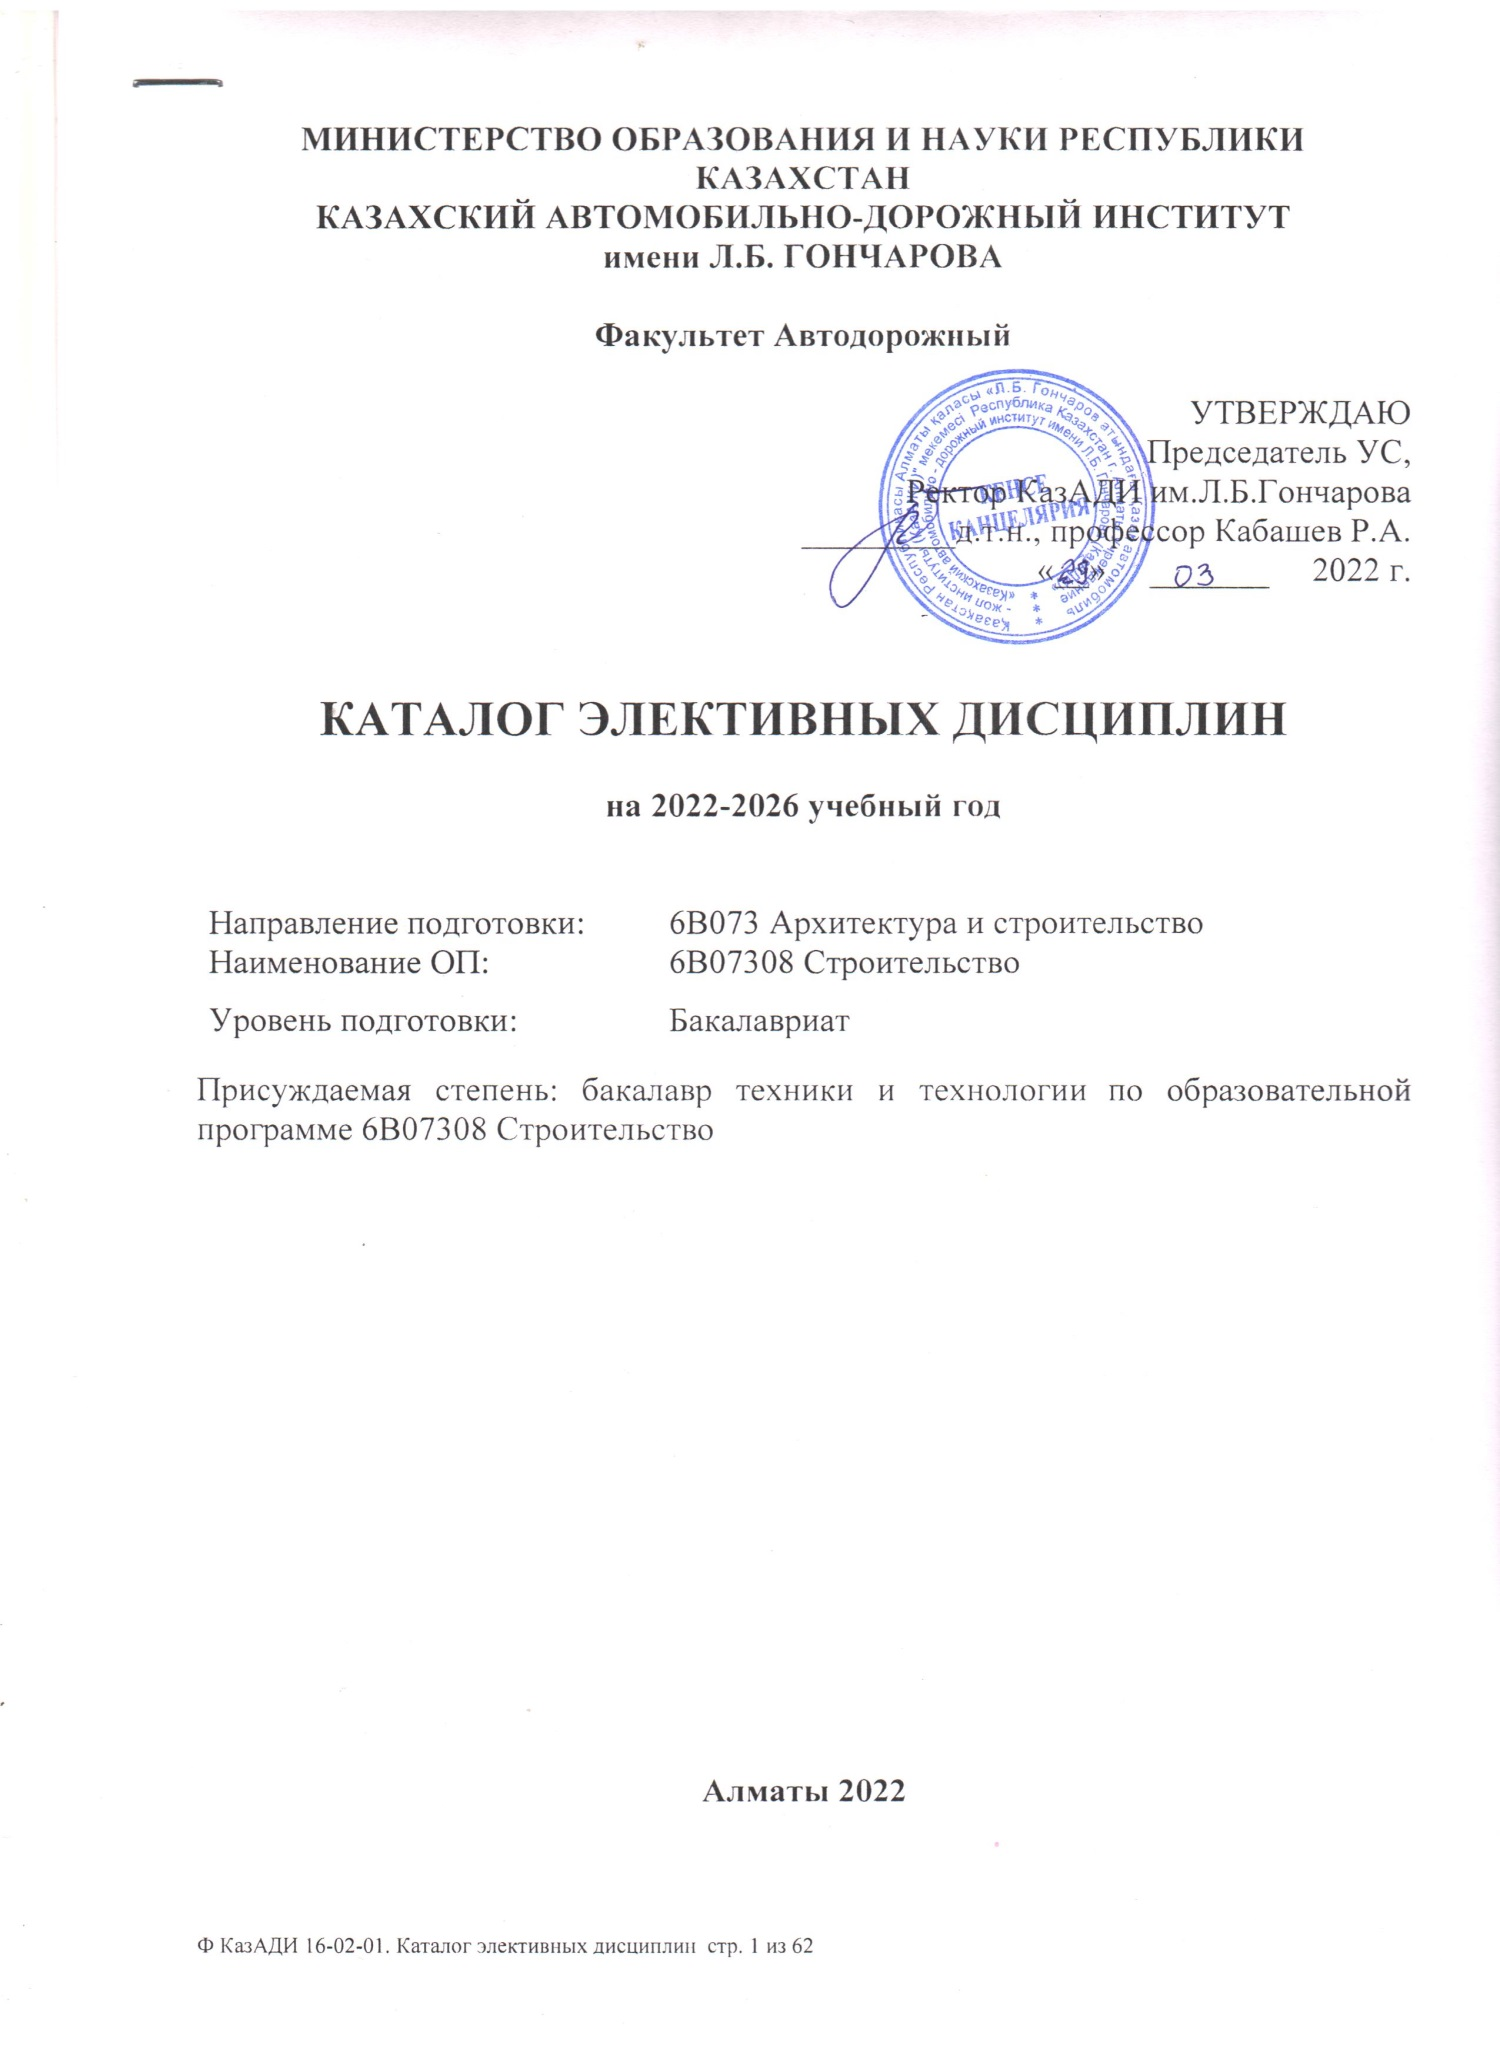 МИНИСТЕРСТВО ОБРАЗОВАНИЯ И НАУКИ РЕСПУБЛИКИ
КАЗАХСТАН
КАЗАХСКИЙ АВТОМОБИЛЬНО-ДОРОЖНЫЙ ИНСТИТУТ
имени Л.Б. ГОНЧАРОВА
Факультет Автодорожный
УТВЕРЖДАЮ
Председатель УС,
Ректор КазАДИ им.Л.Б.Гончарова
д.т.н., профессор Кабашев Р.А.
«29» 03 2022 г.
КЕҢСЕ
КАНЦЕЛЯРИЯ
КАТАЛОГ ЭЛЕКТИВНЫХ ДИСЦИПЛИН
на 2022-2026 учебный год
Направление подготовки: 6В073 Архитектура и строительство
Наименование ОП: 6В07308 Строительство
Уровень подготовки: Бакалавриат
Присуждаемая степень: бакалавр техники и технологии по образовательной
программе 6В07308 Строительство
Алматы 2022
Ф КазАДИ 16-02-01. Каталог элективных дисциплин стр. 1 из 62